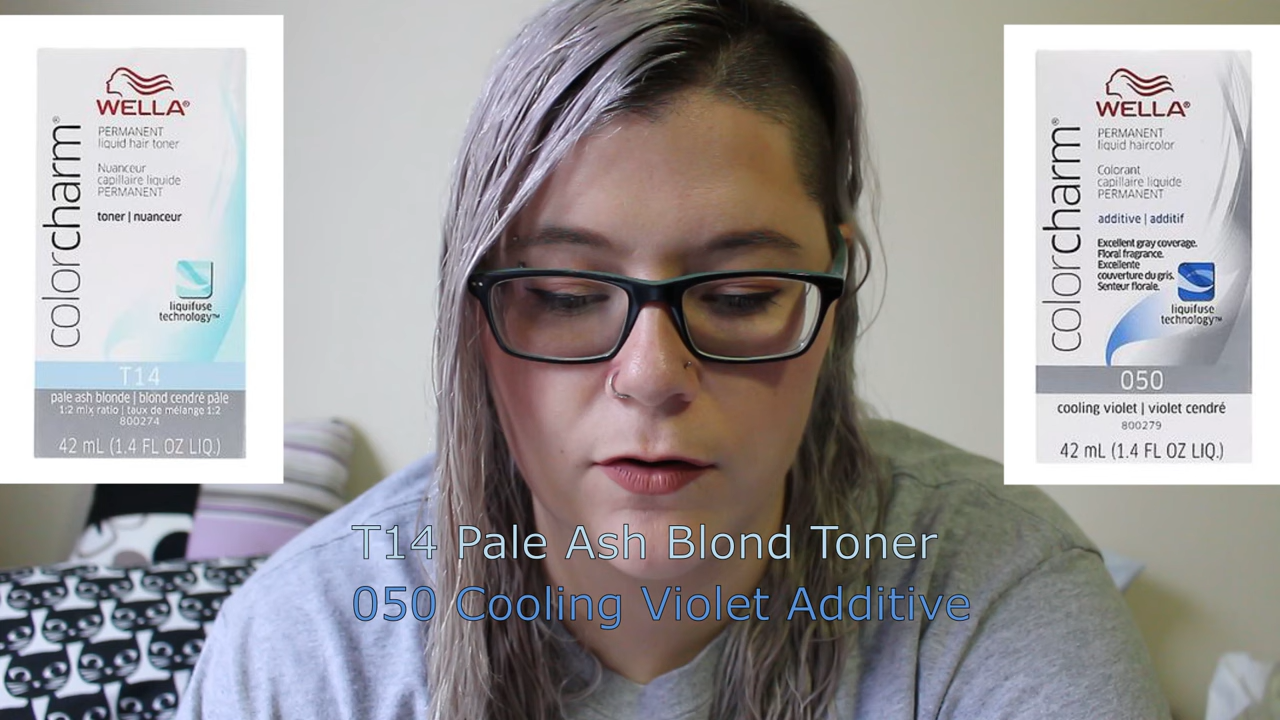 WELLA®
PERMANENT
liquid hair toner
Nuanceur
capillaire liquide
PERMANENT
toner | nuanceur
colorcharm®
liquifuse
technology™
T14
pale ash blonde | blond cendré pâle
1:2 mix ratio | taux de mélange 1:2
800274
42 mL (1.4 FL OZ LIQ.)
WELLA®
PERMANENT
liquid haircolor
Colorant
capillaire liquide
PERMANENT
additive | additif
Excellent gray coverage.
Floral fragrance.
Excellente
couverture du gris.
Senteur florale.
colorcharm®
liquifuse
technology™
050
cooling violet | violet cendré
800279
42 mL (1.4 FL OZ LIQ.)
T14 Pale Ash Blond Toner
050 Cooling Violet Additive